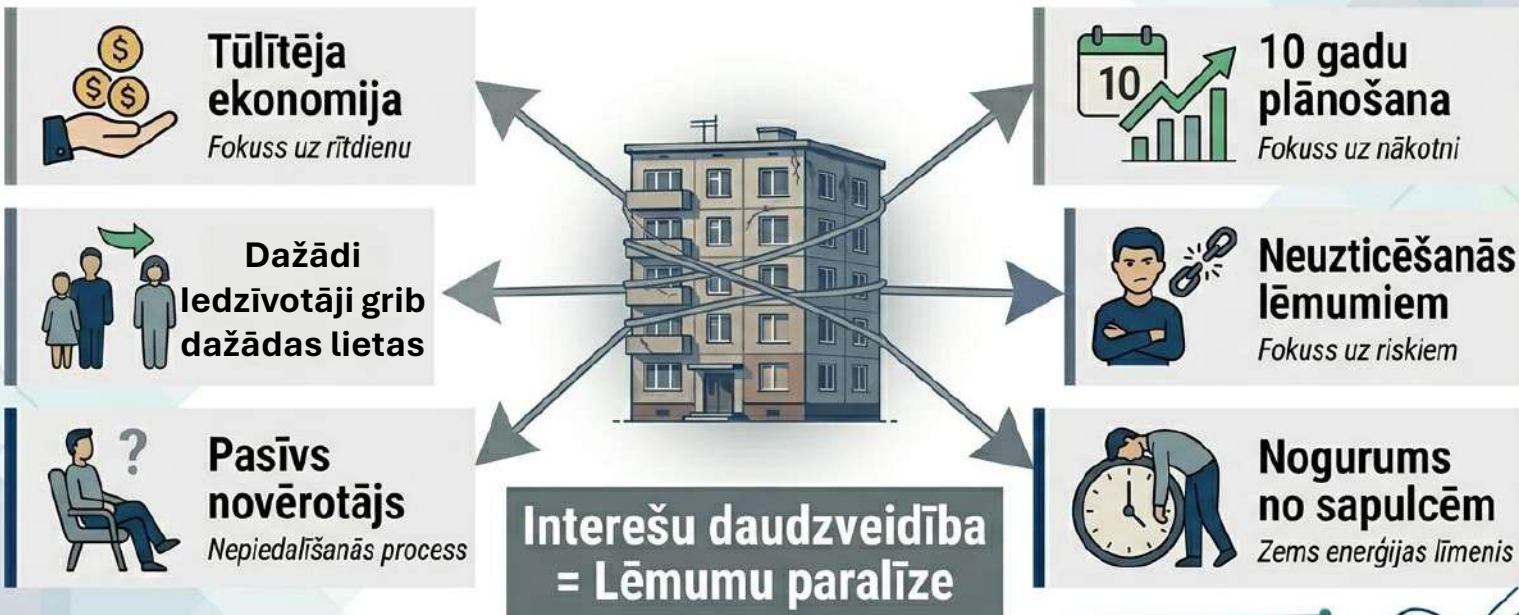 Tūlītēja
ekonomija
Fokuss uz rītdienu
Dažādi
Iedzīvotāji grib
dažādas lietas
Pasīvs
novērotājs
Nepiedalīšanās process
?
$
$
$
10
10 gadu
plānošana
Fokuss uz nākotni
Neuzticēšanās
lēmumiem
Fokuss uz riskiem
Nogurums
no sapulcēm
Zems enerģijas līmenis
Interešu daudzveidība
= Lēmumu paralīze